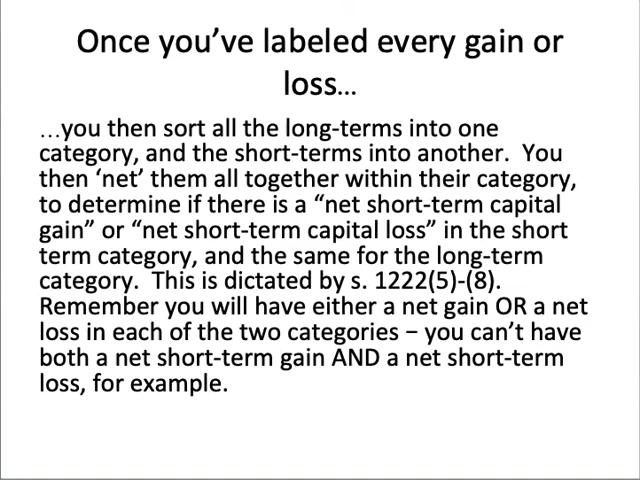 Once you’ve labeled every gain or
loss…
…you then sort all the long-terms into one
category, and the short-terms into another.  You
then ‘net’ them all together within their category,
to determine if there is a “net short-term capital
gain” or “net short-term capital loss” in the short
term category, and the same for the long-term
category.  This is dictated by s. 1222(5)-(8).
Remember you will have either a net gain OR a net
loss in each of the two categories – you can’t have
both a net short-term gain AND a net short-term
loss, for example.